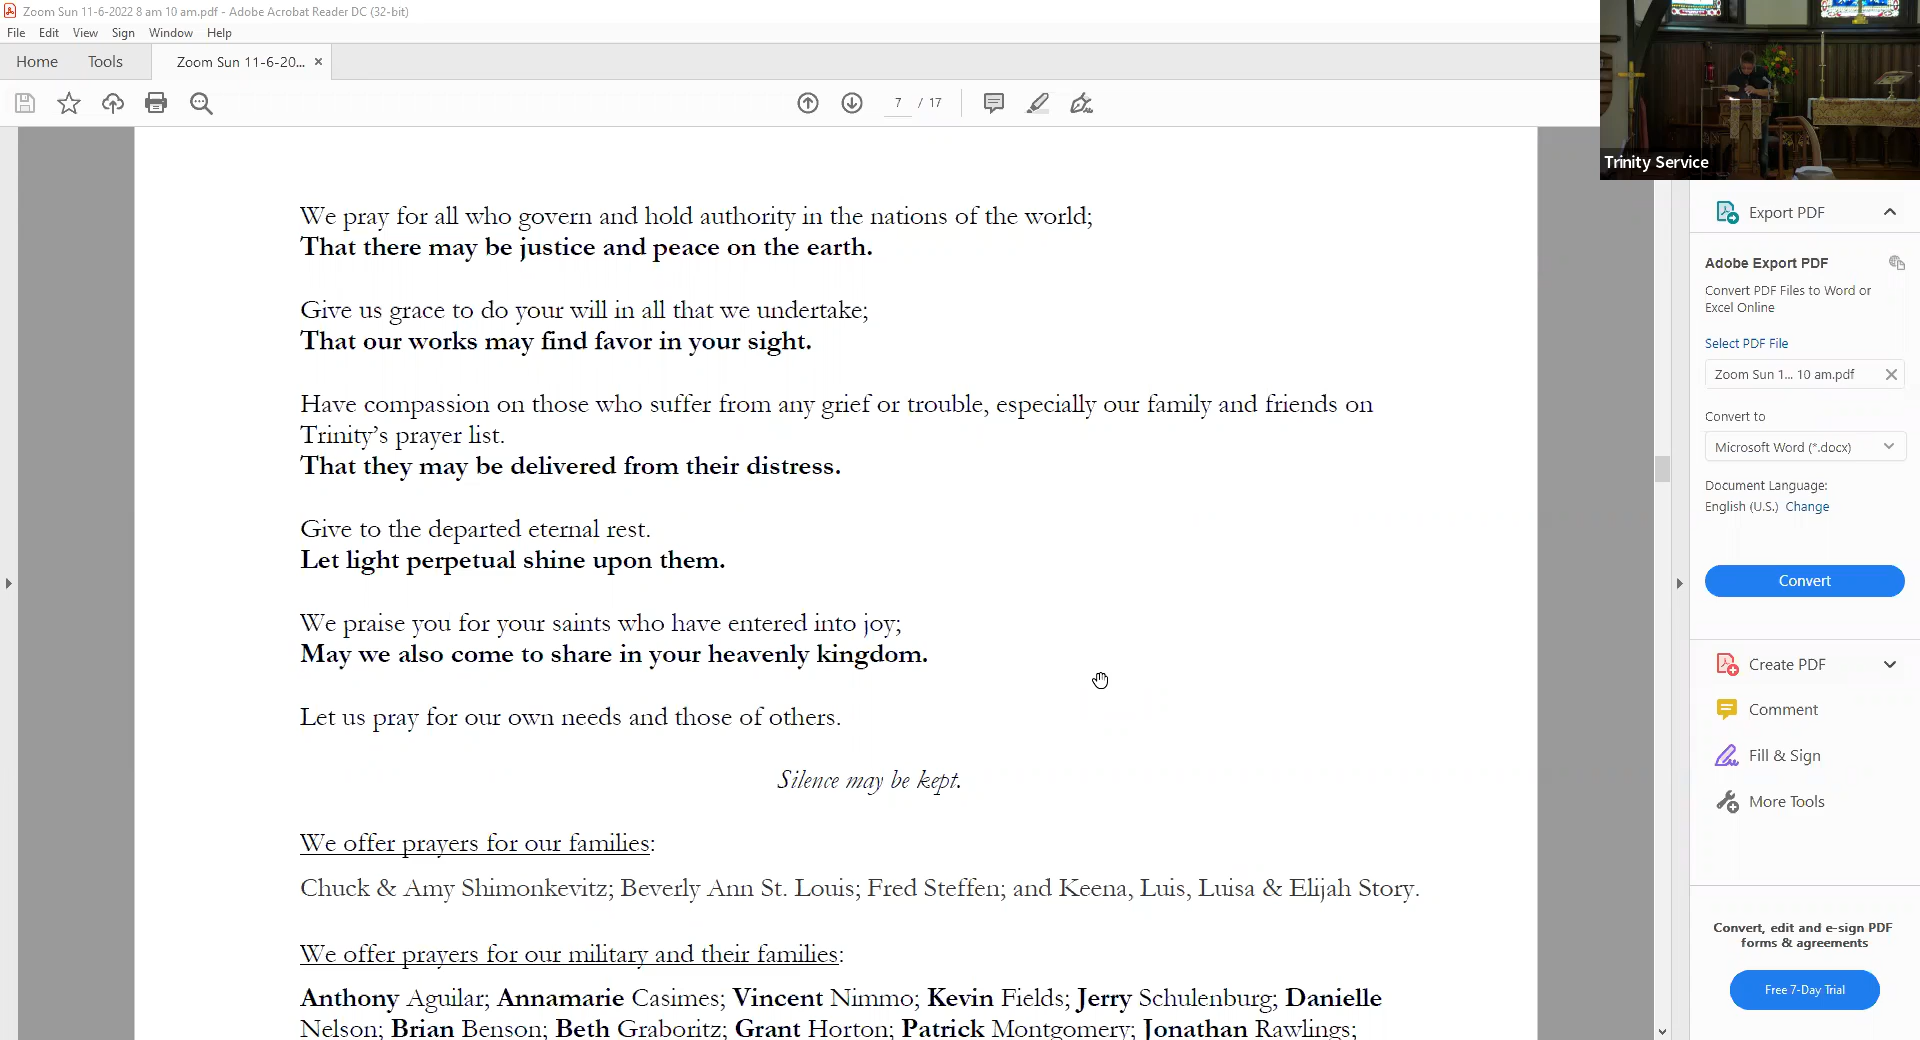 Zoom Sun 11-6-2022 8 am 10 am.pdf - Adobe Acrobat Reader DC (32-bit)
File Edit View Sign Window Help
Home Tools Zoom Sun 11-6-20... ×
7 / 17
Trinity Service
We pray for all who govern and hold authority in the nations of the world;
That there may be justice and peace on the earth.
Give us grace to do your will in all that we undertake;
That our works may find favor in your sight.
Have compassion on those who suffer from any grief or trouble, especially our family and friends on
Trinity’s prayer list.
That they may be delivered from their distress.
Give to the departed eternal rest.
Let light perpetual shine upon them.
We praise you for your saints who have entered into joy;
May we also come to share in your heavenly kingdom.
Let us pray for our own needs and those of others.
Silence may be kept.
We offer prayers for our families:
Chuck & Amy Shimonkevitz; Beverly Ann St. Louis; Fred Steffen; and Keena, Luis, Luisa & Elijah Story.
We offer prayers for our military and their families:
Anthony Aguilar; Annamarie Casimes; Vincent Nimmo; Kevin Fields; Jerry Schulenburg; Danielle
Nelson; Brian Benson; Beth Graboritz; Grant Horton; Patrick Montgomery; Jonathan Rawlings;
Export PDF
Adobe Export PDF
Convert PDF Files to Word or
Excel Online
Select PDF File
Zoom Sun 1... 10 am.pdf
Convert to
Microsoft Word (*.docx)
Document Language:
English (U.S.) Change
Convert
Create PDF
Comment
Fill & Sign
More Tools
Convert, edit and e-sign PDF
forms & agreements
Free 7-Day Trial